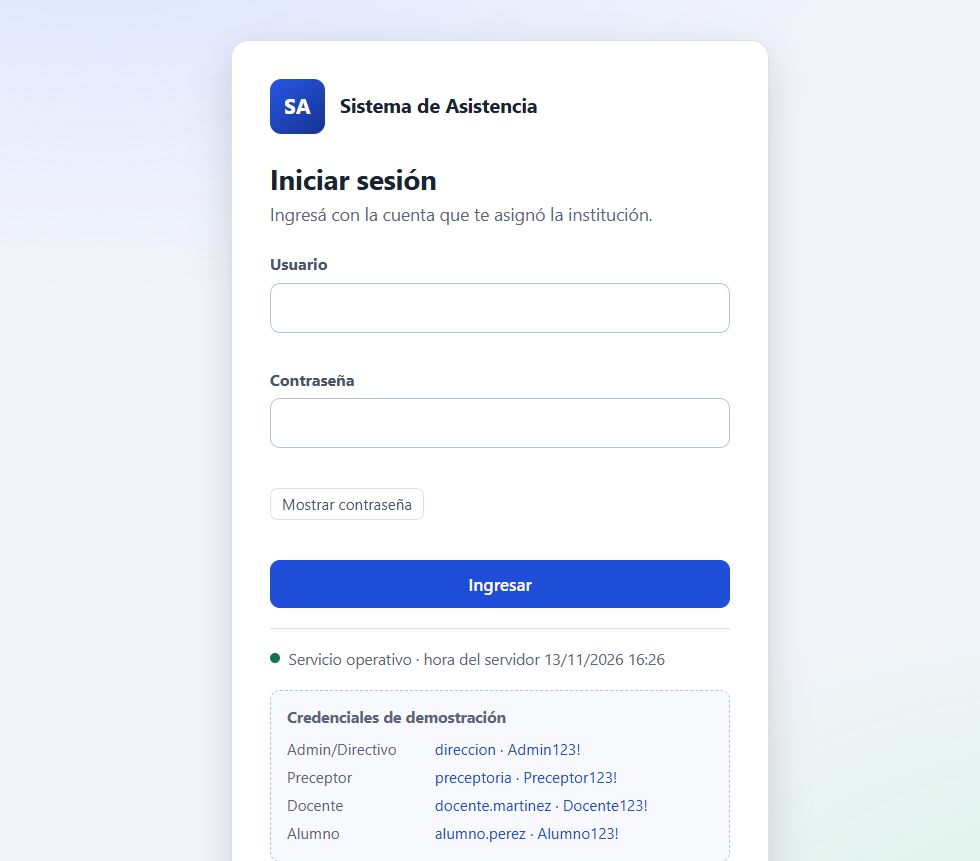 SA
Sistema de Asistencia
Iniciar sesión
Ingresá con la cuenta que te asignó la institución.
Usuario
Contraseña
Mostrar contraseña
Ingresar
Servicio operativo · hora del servidor 13/11/2026 16:26
Credenciales de demostración
Admin/Directivo direccion · Admin123!
Preceptor preceptoria · Preceptor123!
Docente docente.martinez · Docente123!
Alumno alumno.perez · Alumno123!